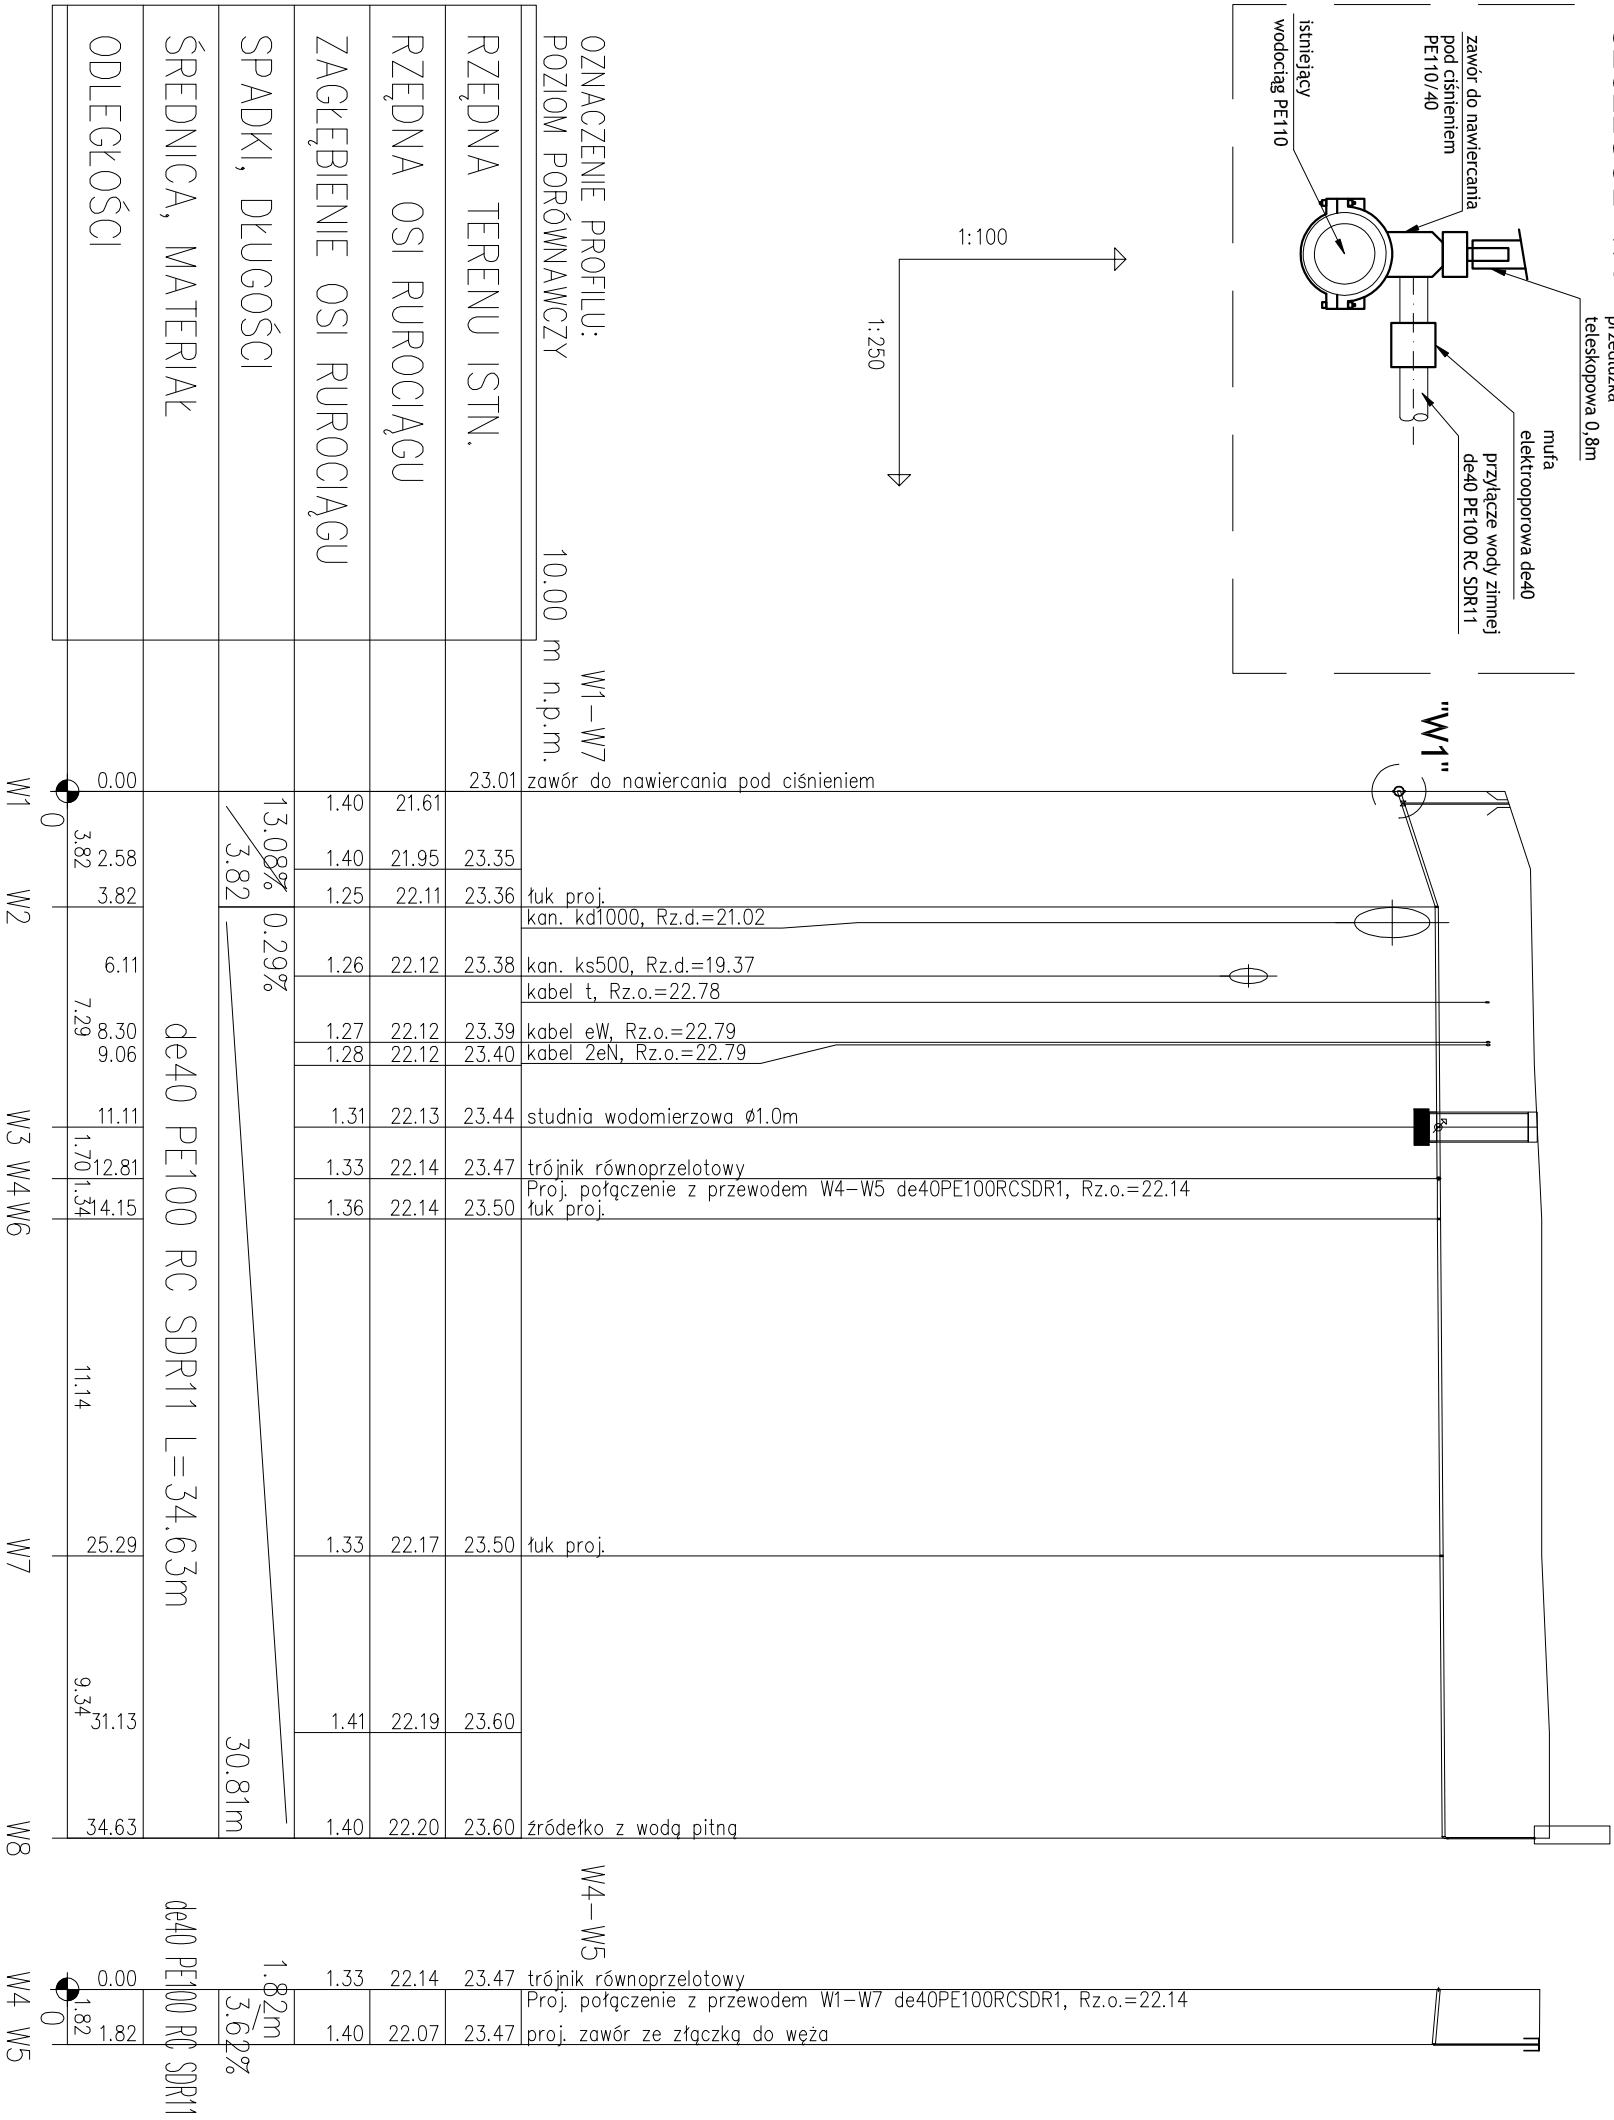 zawór do nawiercania
pod ciśnieniem
PE110/40
istniejący
wodociąg PE110
teleskopowa 0,8m
mufa
elektrooporowa de40
przyłącze wody zimnej
de40 PE100 RC SDR11
"W1"
1:100
1:250
OZNACZENIE PROFILU: W1-W7
POZIOM PORÓWNAWCZY 10.00 m n.p.m.
W4-W5
zawór do nawiercania pod ciśnieniem
łuk proj.
kan. kd1000, Rz.d.=21.02
kan. ks500, Rz.d.=19.37
kabel t, Rz.o.=22.78
kabel eW, Rz.o.=22.79
kabel 2eN, Rz.o.=22.79
studnia wodomierzowa ø1.0m
trójnik równoprzelotowy
Proj. połączenie z przewodem W4-W5 de40PE100RCSDR1, Rz.o.=22.14
łuk proj.
łuk proj.
źródełko z wodą pitną
trójnik równoprzelotowy
Proj. połączenie z przewodem W1-W7 de40PE100RCSDR1, Rz.o.=22.14
proj. zawór ze złączką do węża
RZĘDNA TERENU ISTN. 23.01 23.35 23.36 23.38 23.39 23.40 23.44 23.47 23.50 23.50 23.60 23.60 23.47 23.47
RZĘDNA OSI RUROCIĄGU 21.61 21.95 22.11 22.12 22.12 22.12 22.13 22.14 22.14 22.17 22.19 22.20 22.14 22.07
ZAGŁĘBIENIE OSI RUROCIĄGU 1.40 1.40 1.25 1.26 1.27 1.28 1.31 1.33 1.36 1.33 1.41 1.40 1.33 1.40
SPADKI, DŁUGOŚCI 13.08% 3.82 0.29% 30.81m 1.82m 3.62%
ŚREDNICA, MATERIAŁ de40 PE100 RC SDR11 L=34.63m de40 PE100 RC SDR11
ODLEGŁOŚCI 0.00 2.58 3.82 6.11 8.30 9.06 11.11 12.81 14.15 25.29 31.13 34.63 0.00 1.82
3.82 7.29 1.70 1.34 11.14 9.34 1.82
0 0
W1 W2 W3 W4 W6 W7 W8 W4 W5